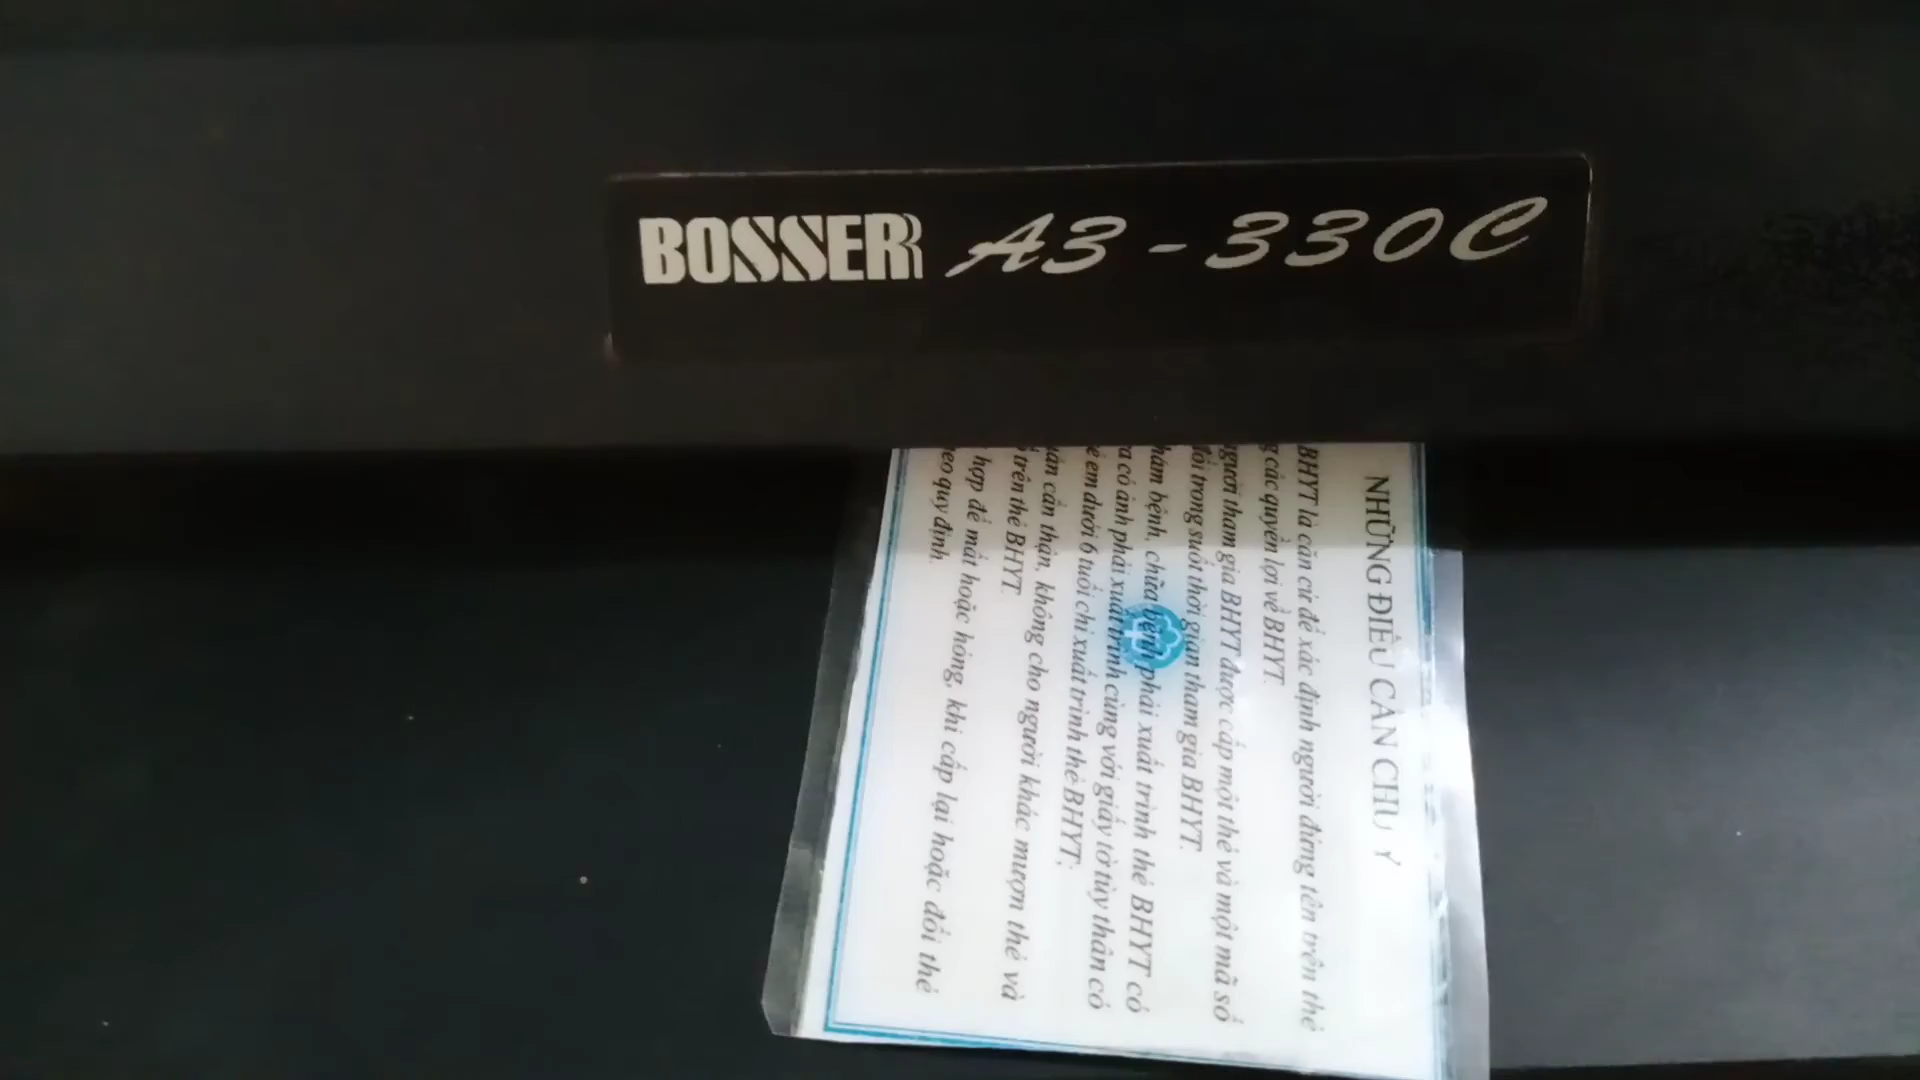 BOSSER A3-330C
NHỮNG ĐIỀU CẦN CHÚ Ý
BHYT là căn cứ để xác định người đứng tên trên thẻ
các quyền lợi về BHYT.
gười tham gia BHYT được cấp một thẻ và một mã số
trong suốt thời gian tham gia BHYT.
hám bệnh, chữa bệnh phải xuất trình thẻ BHYT có
có ảnh phải xuất trình cùng với giấy tờ tùy thân có
em dưới 6 tuổi chỉ xuất trình thẻ BHYT;
cẩn thận, không cho người khác mượn thẻ và
trên thẻ BHYT.
hợp để mất hoặc hỏng, khi cấp lại hoặc đổi thẻ
eo quy định.